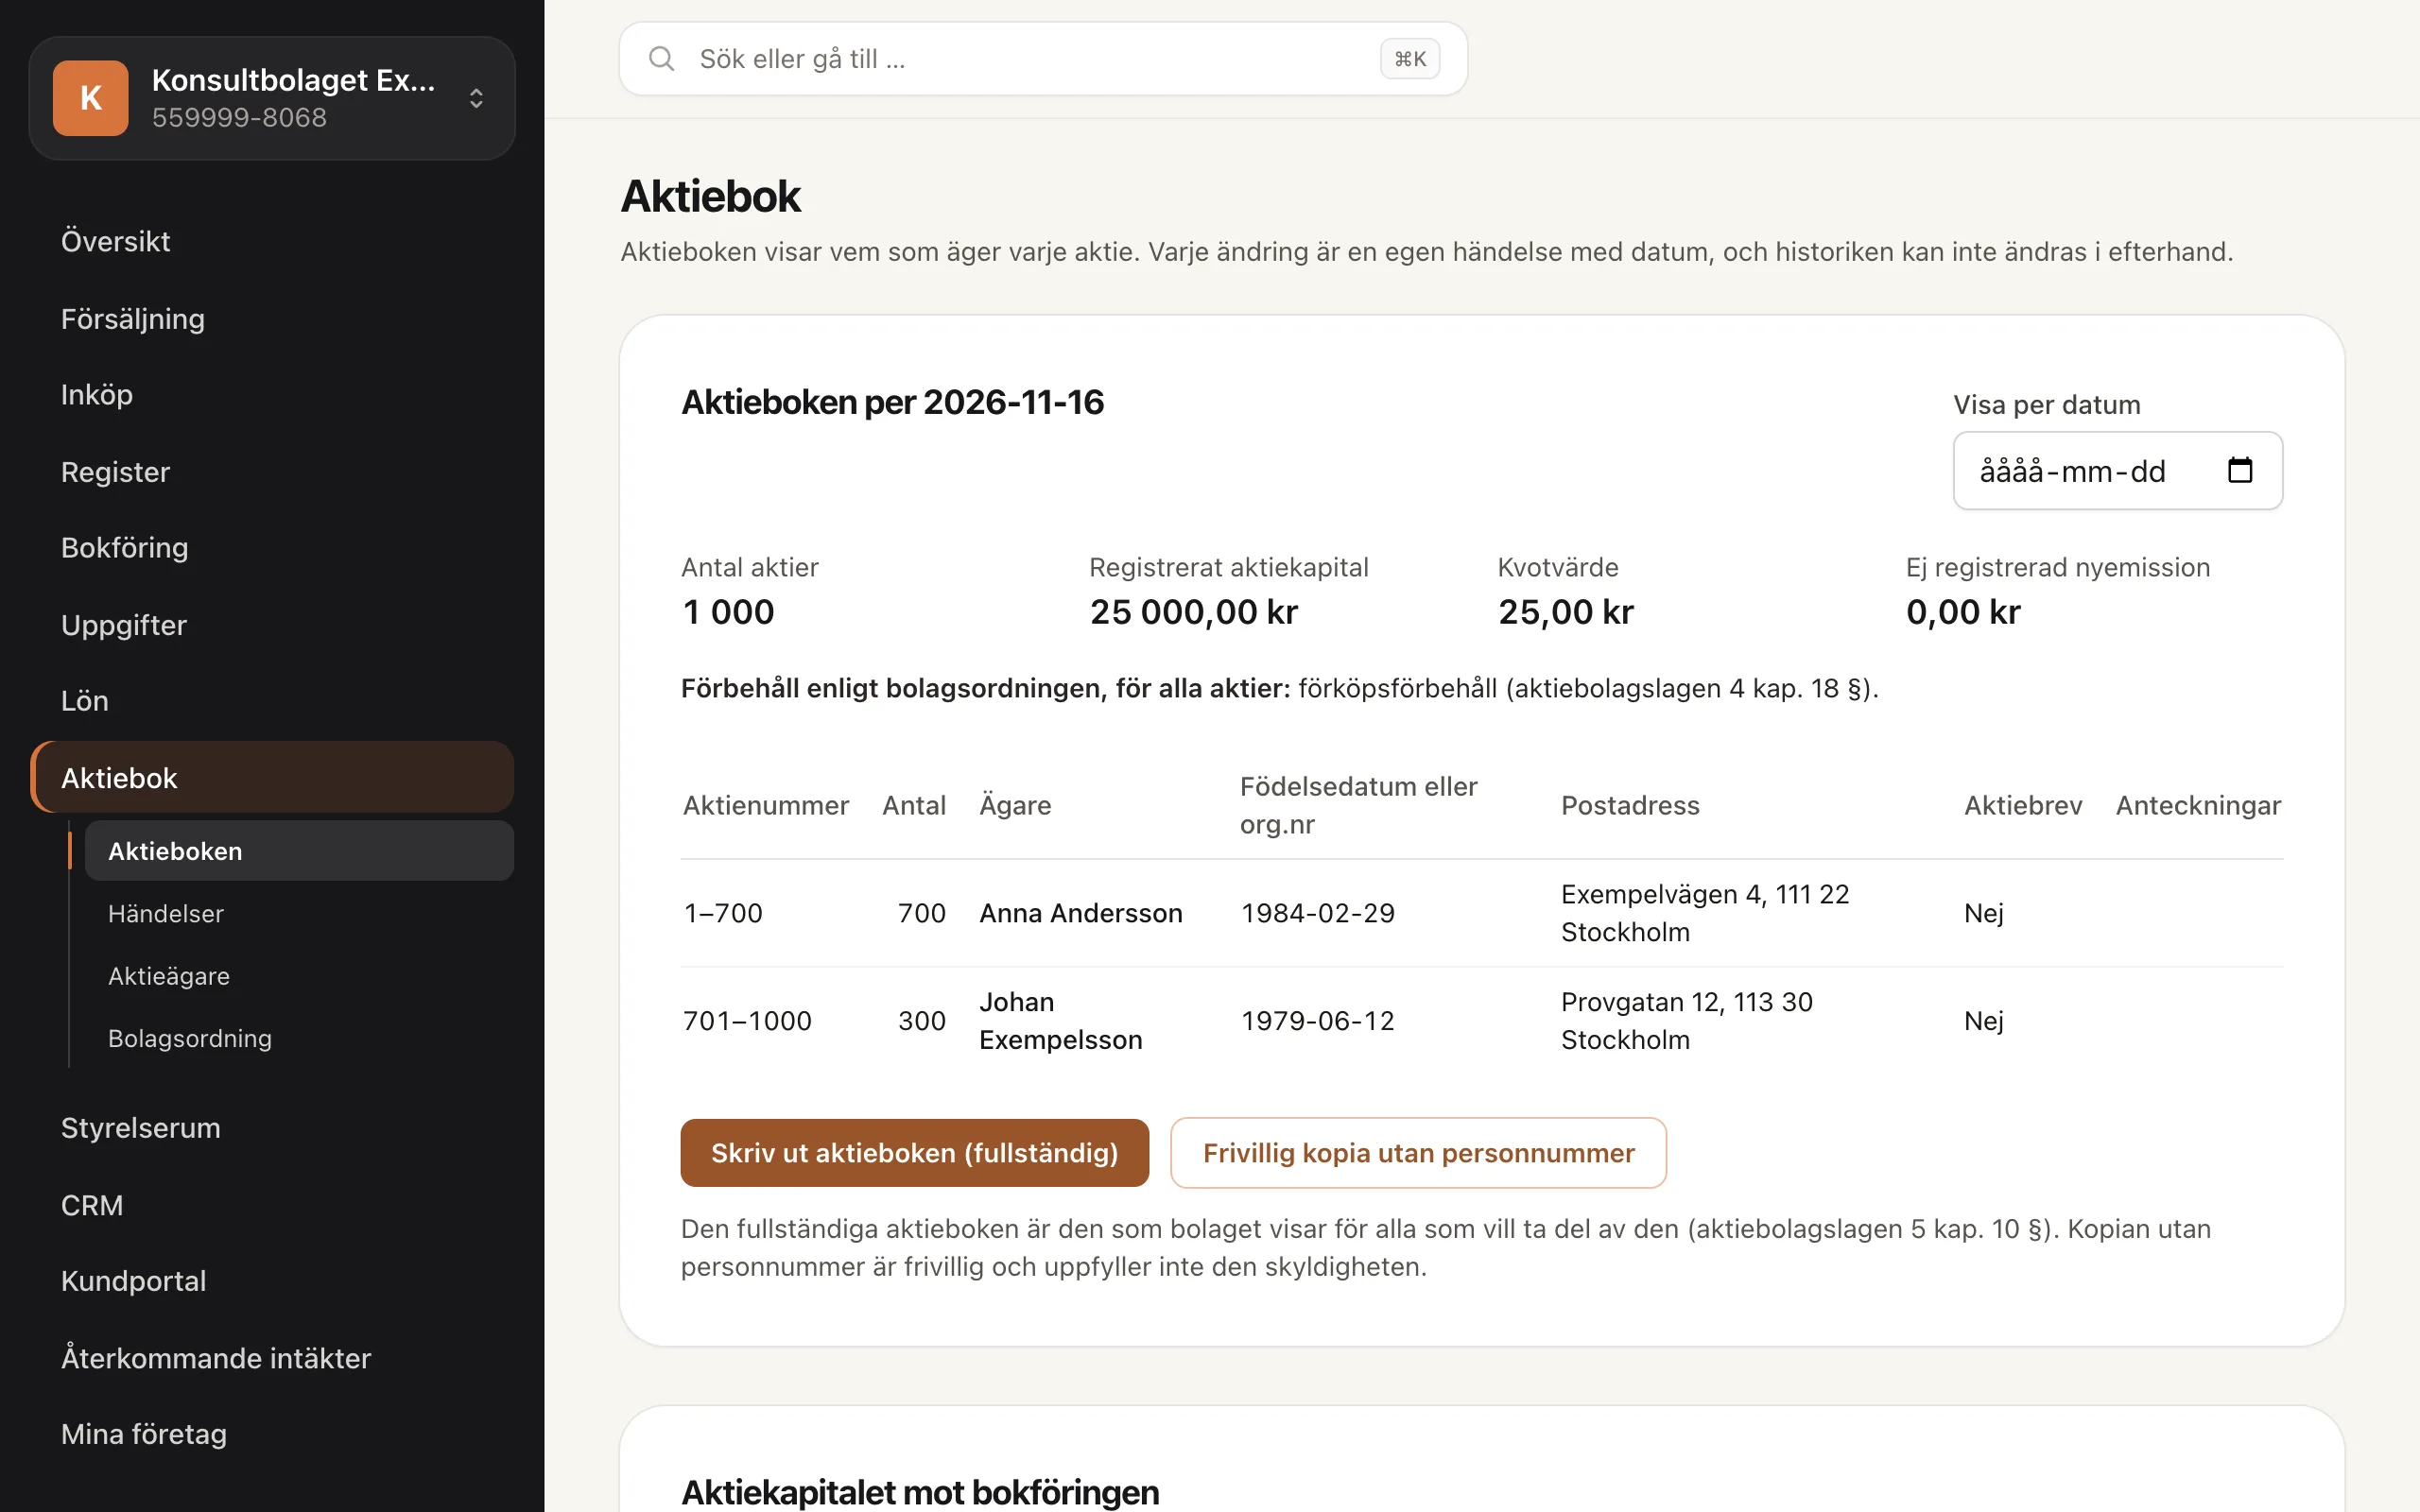 K
Konsultbolaget Ex...
559999-8068
Översikt
Försäljning
Inköp
Register
Bokföring
Uppgifter
Lön
Aktiebok
Aktieboken
Händelser
Aktieägare
Bolagsordning
Styrelserum
CRM
Kundportal
Återkommande intäkter
Mina företag
Sök eller gå till ...
⌘K
Aktiebok
Aktieboken visar vem som äger varje aktie. Varje ändring är en egen händelse med datum, och historiken kan inte ändras i efterhand.
Aktieboken per 2026-11-16
Visa per datum
åååå-mm-dd
Antal aktier
1 000
Registrerat aktiekapital
25 000,00 kr
Kvotvärde
25,00 kr
Ej registrerad nyemission
0,00 kr
Förbehåll enligt bolagsordningen, för alla aktier: förköpsförbehåll (aktiebolagslagen 4 kap. 18 §).
Aktienummer Antal Ägare Födelsedatum eller org.nr Postadress Aktiebrev Anteckningar
1–700 700 Anna Andersson 1984-02-29 Exempelvägen 4, 111 22 Stockholm Nej
701–1000 300 Johan Exempelsson 1979-06-12 Provgatan 12, 113 30 Stockholm Nej
Skriv ut aktieboken (fullständig)
Frivillig kopia utan personnummer
Den fullständiga aktieboken är den som bolaget visar för alla som vill ta del av den (aktiebolagslagen 5 kap. 10 §). Kopian utan
personnummer är frivillig och uppfyller inte den skyldigheten.
Aktiekapitalet mot bokföringen